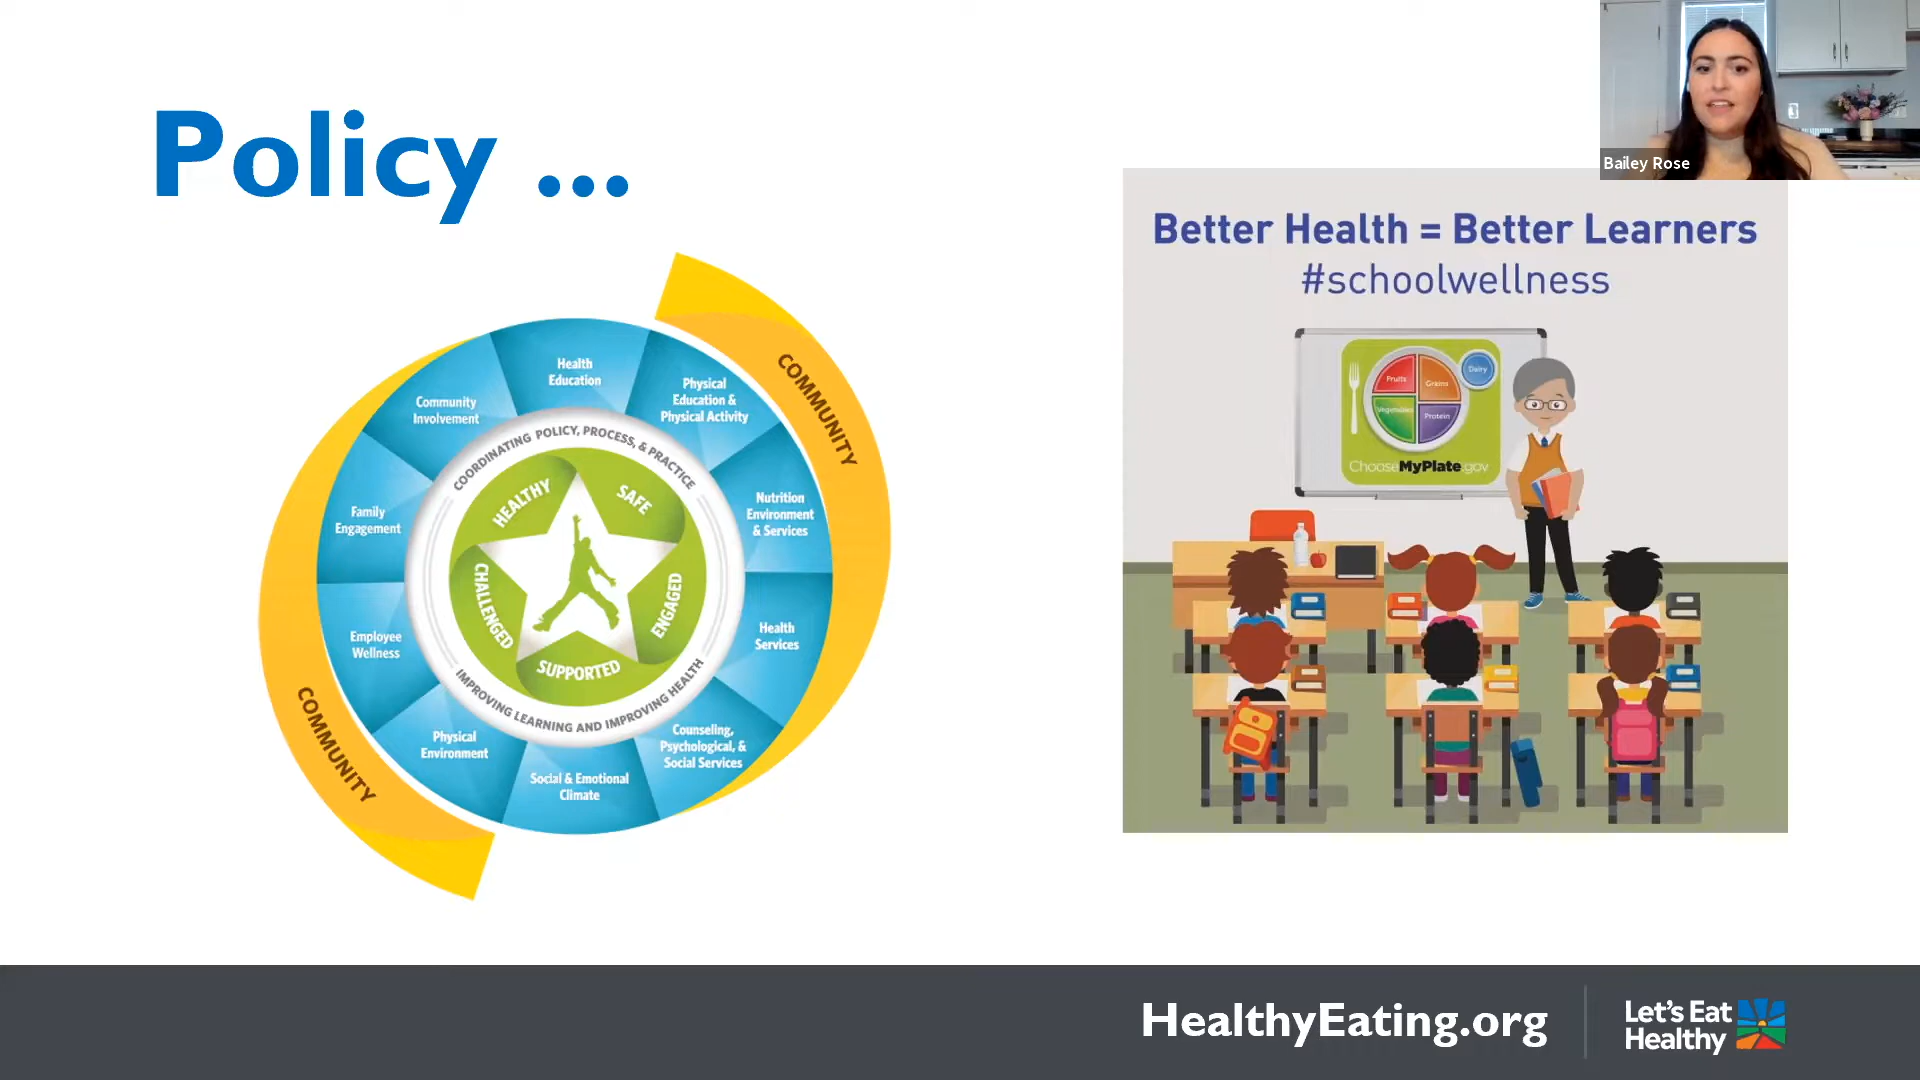 Policy ...
Bailey Rose
COMMUNITY
Health
Education
Physical
Education &
Physical Activity
Nutrition
Environment
& Services
Health
Services
Counseling,
Psychological, &
Social Services
Social & Emotional
Climate
Physical
Environment
Employee
Wellness
Family
Engagement
Community
Involvement
COORDINATING POLICY, PROCESS, & PRACTICE
IMPROVING LEARNING AND IMPROVING HEALTH
HEALTHY
SAFE
ENGAGED
SUPPORTED
CHALLENGED
COMMUNITY
Better Health = Better Learners
#schoolwellness
Fruits
Grains
Dairy
Vegetables
Protein
ChooseMyPlate.gov
HealthyEating.org
Let's Eat
Healthy